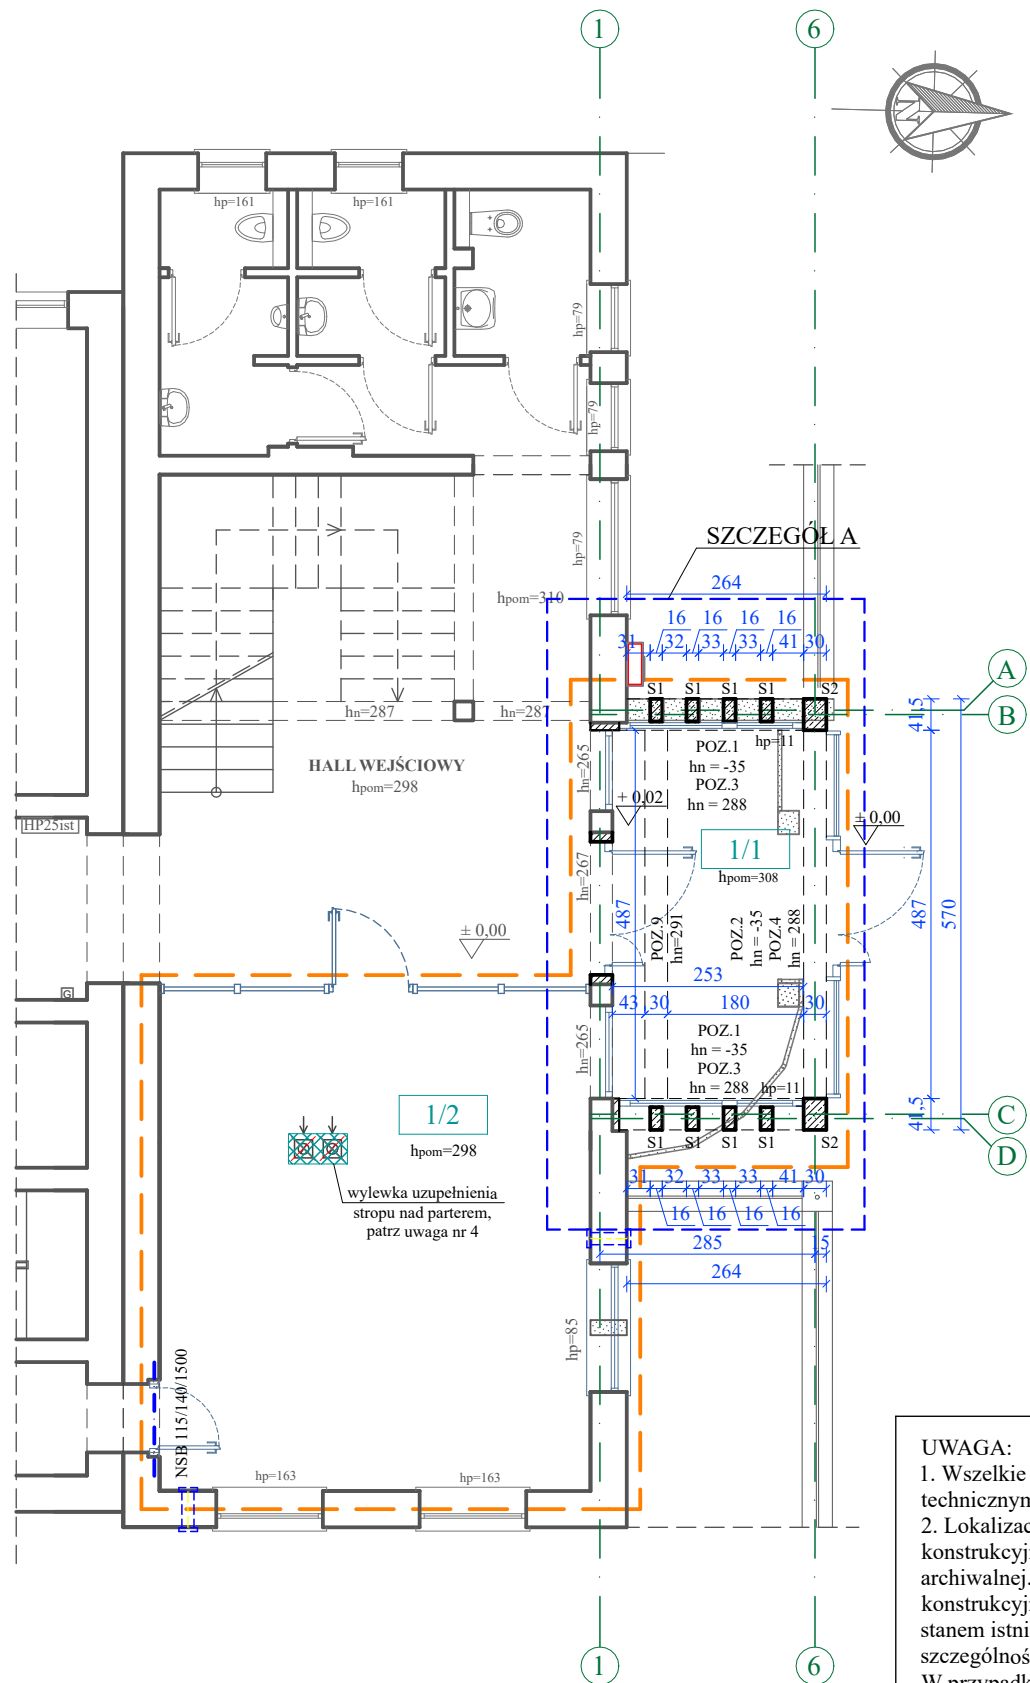 1
6
N
hp=161
hp=161
hp=79
hp=79
hp=79
SZCZEGÓŁ A
264
hpom=310
16
16
16
16
31
32
33
33
41
30
A
B
S1
S1
S1
S1
S2
41,5
hn=287
hn=287
HALL WEJŚCIOWY
hpom=298
hn=265
POZ.1
hn = -35
POZ.3
hn = 288
hp=11
+ 0,02
± 0,00
HP25ist
1/1
hpom=308
hn=267
487
POZ.9
hn=291
POZ.2
hn = -35
POZ.4
hn = 288
487
570
± 0,00
253
G
43
30
180
30
hn=265
POZ.1
hn = -35
POZ.3
hn = 288
hp=11
1/2
hpom=298
41,5
C
D
S1
S1
S1
S1
S2
wylewka uzupełnienia
stropu nad parterem,
patrz uwaga nr 4
31
32
33
33
41
30
16
16
16
16
285
15
264
hp=85
NSB 115/140/1500
hp=163
hp=163
UWAGA:
1. Wszelkie
technicznym
2. Lokalizac
konstrukcyj
archiwalnej.
konstrukcyj
stanem istni
szczególnoś
W przypadk
1
6